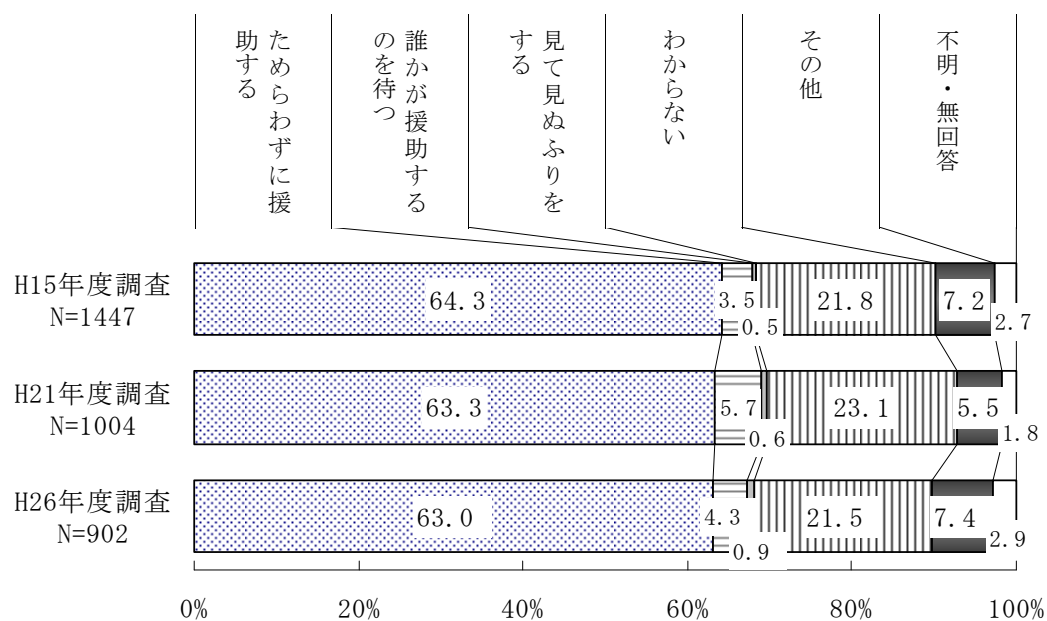 ためらわずに援
助する
誰かが援助する
のを待つ
見て見ぬふりを
する
わからない
その他
不明・無回答
H15年度調査
N=1447
64.3
3.5
0.5
21.8
7.2
2.7
H21年度調査
N=1004
63.3
5.7
0.6
23.1
5.5
1.8
H26年度調査
N=902
63.0
4.3
0.9
21.5
7.4
2.9
0%
20%
40%
60%
80%
100%